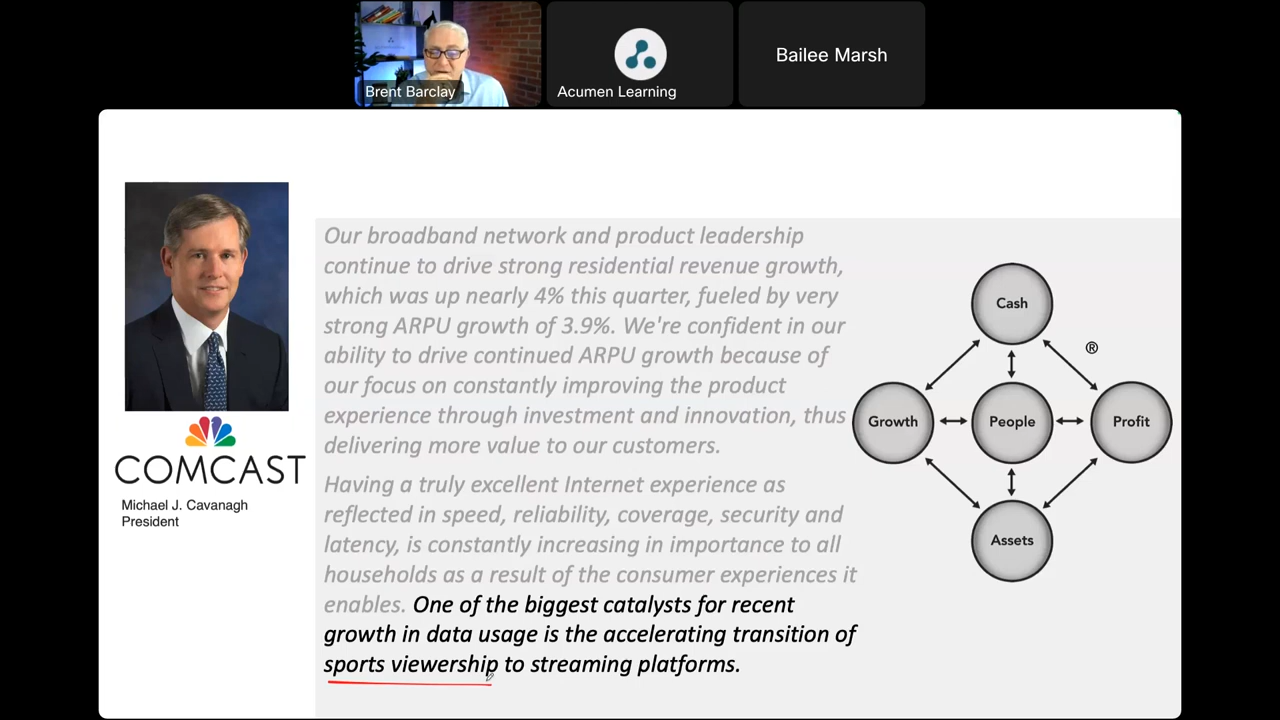 Brent Barclay
Acumen Learning
Bailee Marsh
COMCAST
Michael J. Cavanagh
President
Our broadband network and product leadership
continue to drive strong residential revenue growth,
which was up nearly 4% this quarter, fueled by very
strong ARPU growth of 3.9%. We're confident in our
ability to drive continued ARPU growth because of
our focus on constantly improving the product
experience through investment and innovation, thus
delivering more value to our customers.
Having a truly excellent Internet experience as
reflected in speed, reliability, coverage, security and
latency, is constantly increasing in importance to all
households as a result of the consumer experiences it
enables. One of the biggest catalysts for recent
growth in data usage is the accelerating transition of
sports viewership to streaming platforms.
Cash
®
Growth
People
Profit
Assets